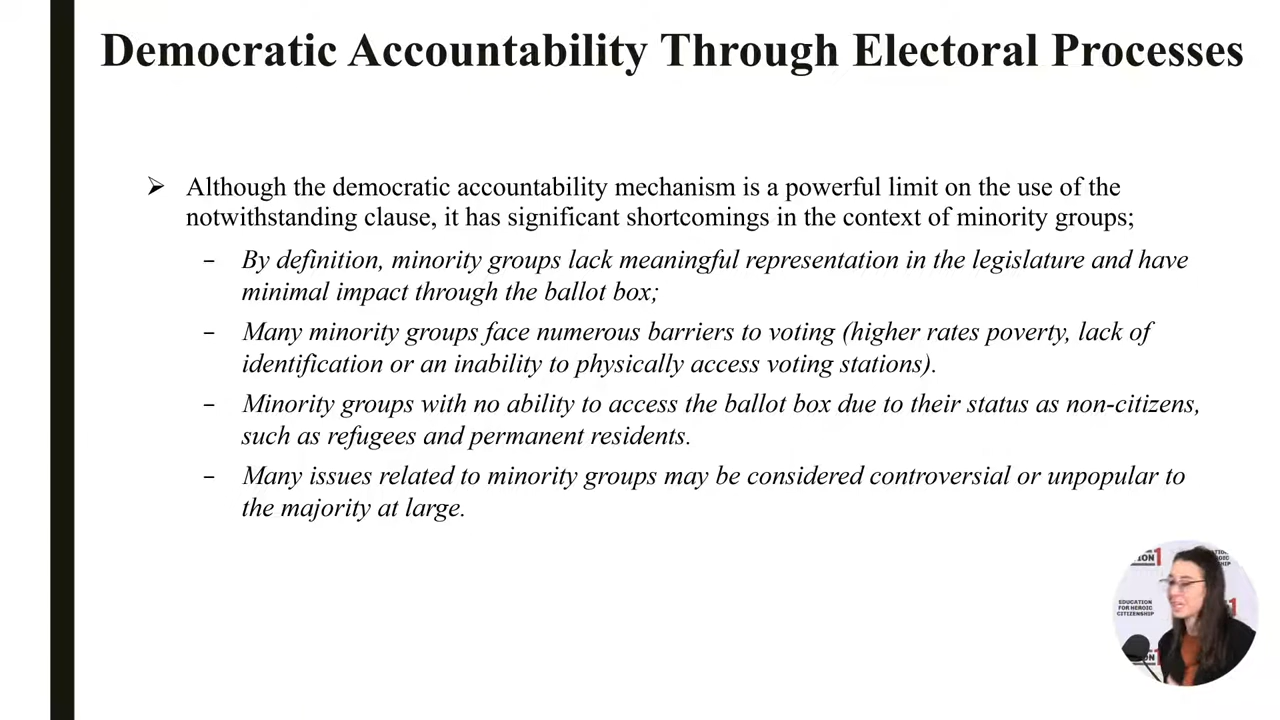 Democratic Accountability Through Electoral Processes
➢ Although the democratic accountability mechanism is a powerful limit on the use of the
notwithstanding clause, it has significant shortcomings in the context of minority groups;
– By definition, minority groups lack meaningful representation in the legislature and have
minimal impact through the ballot box;
– Many minority groups face numerous barriers to voting (higher rates poverty, lack of
identification or an inability to physically access voting stations).
– Minority groups with no ability to access the ballot box due to their status as non-citizens,
such as refugees and permanent residents.
– Many issues related to minority groups may be considered controversial or unpopular to
the majority at large.
EDUCATION
FOR HEROIC
CITIZENSHIP